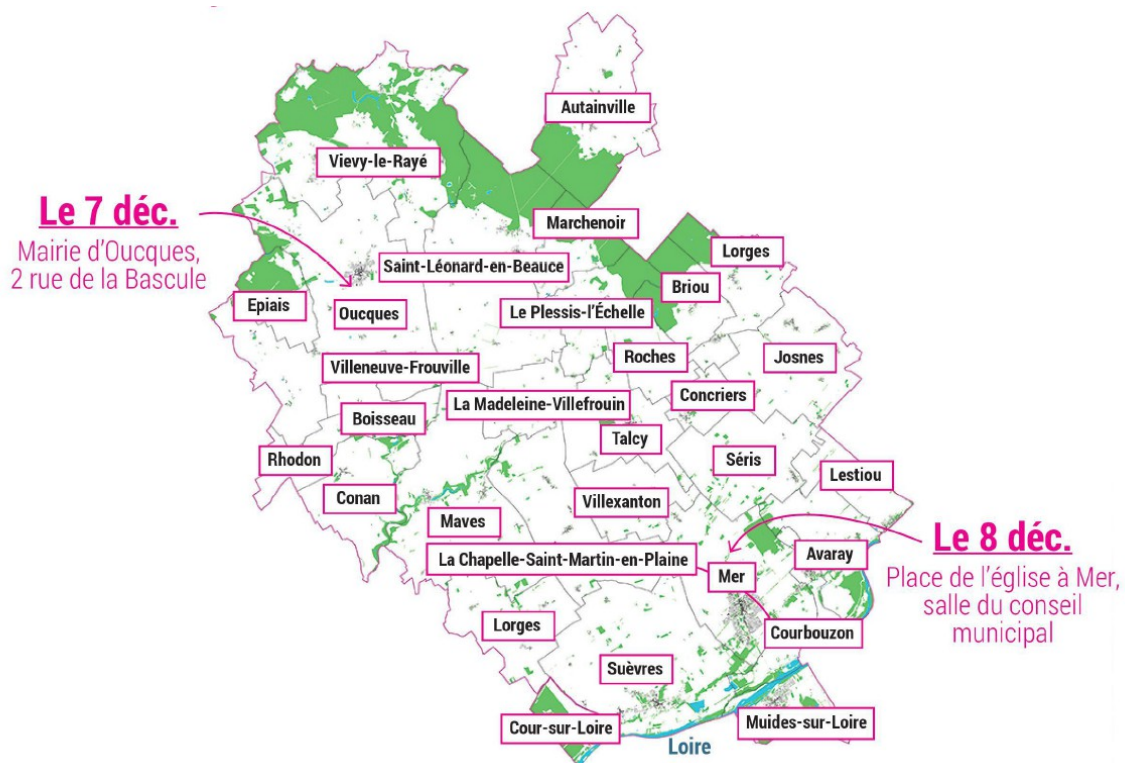 Autainville
Vievy-le-Rayé
Le 7 déc.
Mairie d'Oucques,
2 rue de la Bascule
Marchenoir
Lorges
Saint-Léonard-en-Beauce
Briou
Epiais
Oucques
Le Plessis-l'Échelle
Roches
Josnes
Villeneuve-Frouville
Concriers
La Madeleine-Villefrouin
Boisseau
Talcy
Rhodon
Séris
Lestiou
Conan
Villexanton
Maves
Le 8 déc.
Place de l'église à Mer,
salle du conseil
municipal
La Chapelle-Saint-Martin-en-Plaine
Avaray
Mer
Lorges
Courbouzon
Suèvres
Cour-sur-Loire
Muides-sur-Loire
Loire